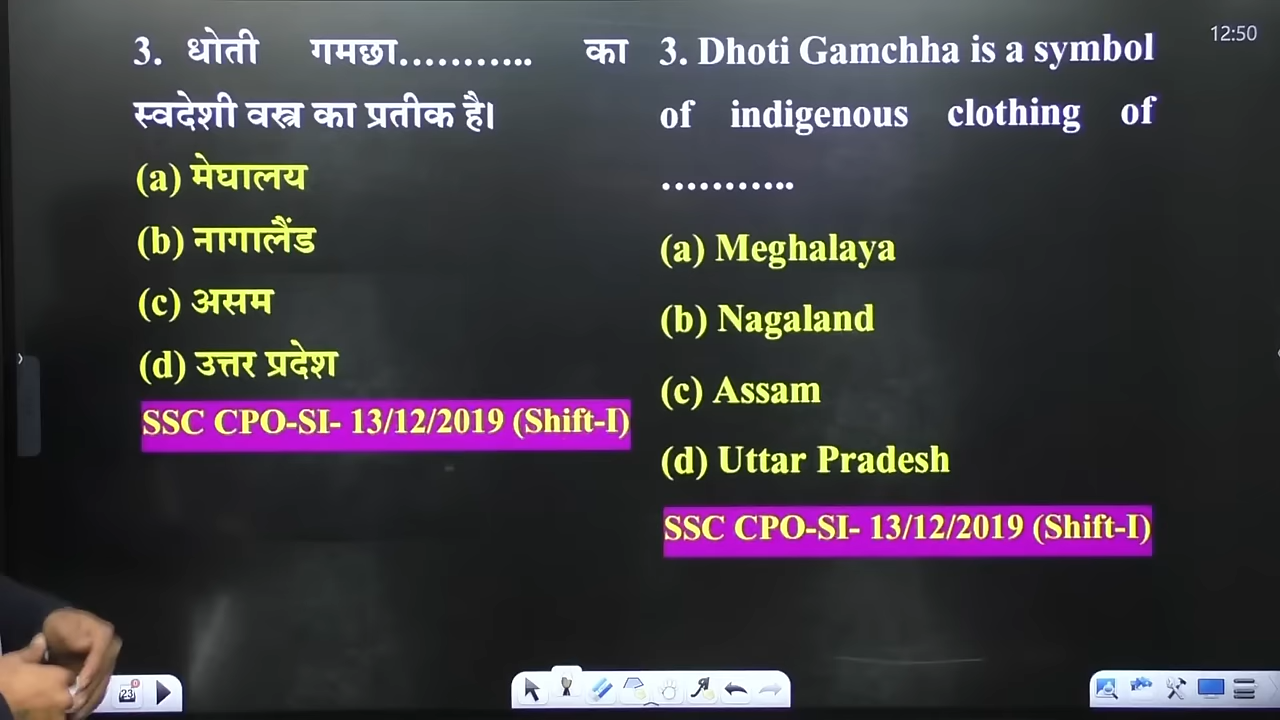 12:50
3. धोती गमछा……….. का
स्वदेशी वस्त्र का प्रतीक है।
(a) मेघालय
(b) नागालैंड
(c) असम
(d) उत्तर प्रदेश
SSC CPO-SI- 13/12/2019 (Shift-I)
3. Dhoti Gamchha is a symbol
of indigenous clothing of
………..
(a) Meghalaya
(b) Nagaland
(c) Assam
(d) Uttar Pradesh
SSC CPO-SI- 13/12/2019 (Shift-I)
23